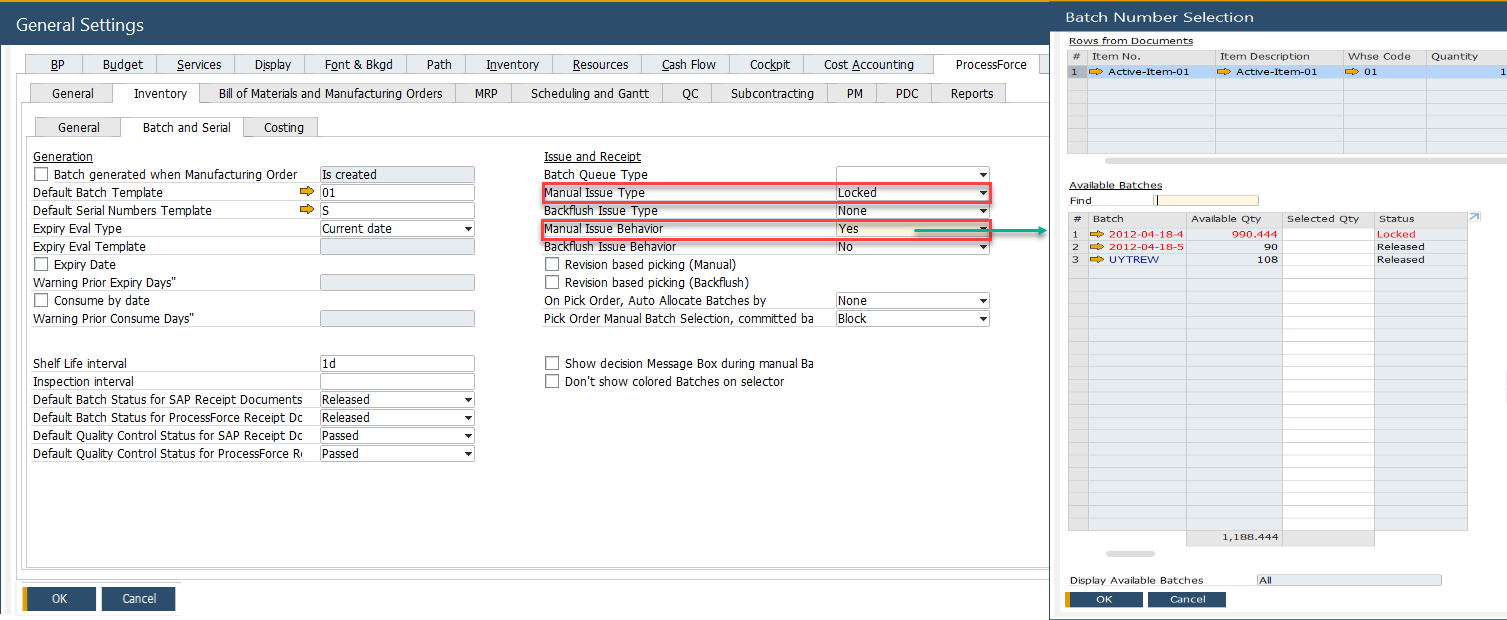 General Settings
BP Budget Services Display Font & Bkgd Path Inventory Resources Cash Flow Cockpit Cost Accounting ProcessForce
General Inventory Bill of Materials and Manufacturing Orders MRP Scheduling and Gantt QC Subcontracting PM PDC Reports
General Batch and Serial Costing
Generation
Batch generated when Manufacturing Order Is created
Default Batch Template 01
Default Serial Numbers Template S
Expiry Eval Type Current date
Expiry Eval Template
Expiry Date
Warning Prior Expiry Days"
Consume by date
Warning Prior Consume Days"
Shelf Life interval 1d
Inspection interval
Default Batch Status for SAP Receipt Documents Released
Default Batch Status for ProcessForce Receipt Dc Released
Default Quality Control Status for SAP Receipt Dc Passed
Default Quality Control Status for ProcessForce Re Passed
Issue and Receipt
Batch Queue Type
Manual Issue Type Locked
Backflush Issue Type None
Manual Issue Behavior Yes
Backflush Issue Behavior No
Revision based picking (Manual)
Revision based picking (Backflush)
On Pick Order, Auto Allocate Batches by None
Pick Order Manual Batch Selection, committed ba Block
Show decision Message Box during manual Ba
Don't show colored Batches on selector
OK Cancel
Batch Number Selection
Rows from Documents
# Item No. Item Description Whse Code Quantity
1 Active-Item-01 Active-Item-01 01 1
Available Batches
Find
# Batch Available Qty Selected Qty Status
1 2012-04-18-4 990.444 Locked
2 2012-04-18-5 90 Released
3 UYTREW 108 Released
1,188.444
Display Available Batches All
OK Cancel